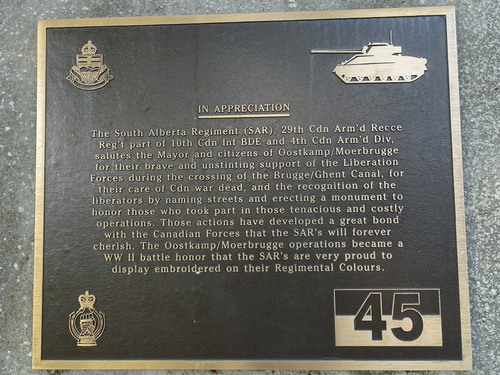 IN APPRECIATION
The South Alberta Regiment (SAR), 29th Cdn Arm'd Recce
Reg't part of 10th Cdn Inf BDE and 4th Cdn Arm'd Div,
salutes the Mayor and citizens of Oostkamp/Moerbrugge
for their brave and unstinting support of the Liberation
Forces during the crossing of the Brugge/Ghent Canal, for
their care of Cdn war dead, and the recognition of the
liberators by naming streets and erecting a monument to
honor those who took part in those tenacious and costly
operations. Those actions have developed a great bond
with the Canadian Forces that the SAR's will forever
cherish. The Oostkamp/Moerbrugge operations became a
WW II battle honor that the SAR's are very proud to
display embroidered on their Regimental Colours.
45